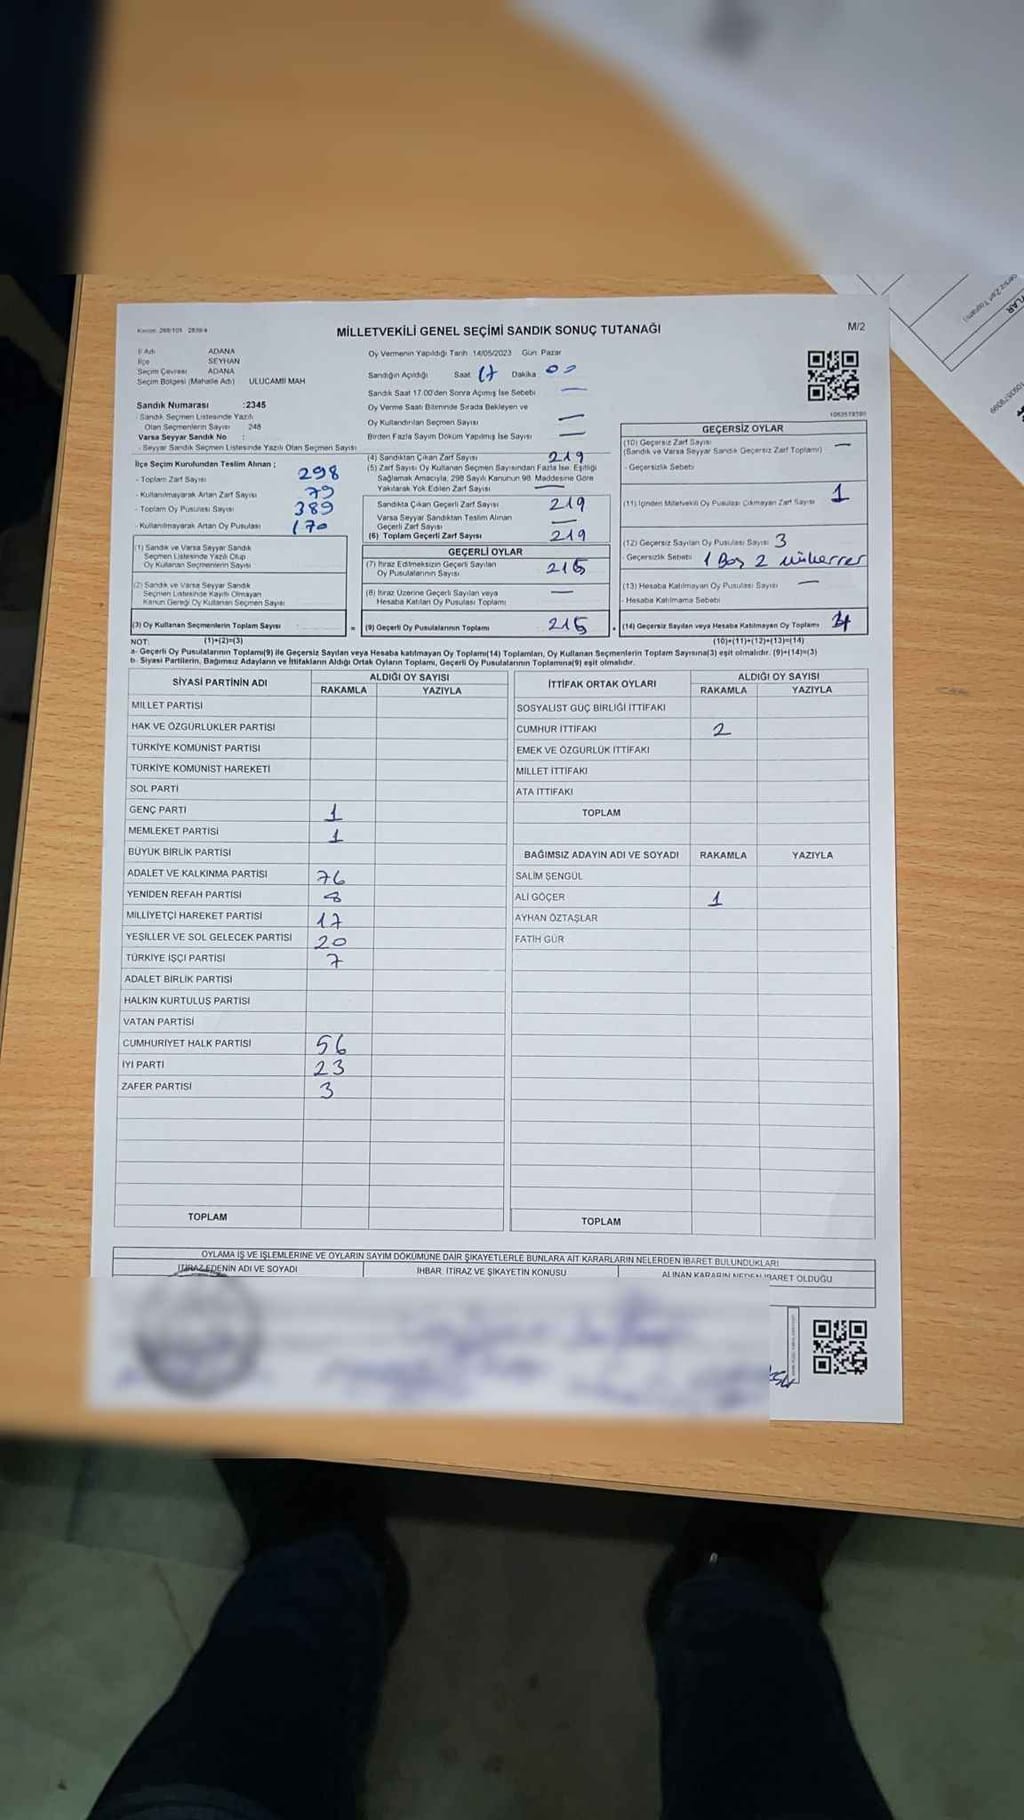 MİLLETVEKİLİ GENEL SEÇİMİ SANDIK SONUÇ TUTANAĞI
M/2
İl Adı ADANA
İlçe SEYHAN
Seçim Çevresi ADANA
Seçim Bölgesi (Mahalle Adı) ULUCAMİİ MAH
Sandık Numarası :2345
- Sandık Seçmen Listesinde Yazılı
Olan Seçmenlerin Sayısı 248
Varsa Seyyar Sandık No :
- Seyyar Sandık Seçmen Listesinde Yazılı Olan Seçmen Sayısı
İlçe Seçim Kurulundan Teslim Alınan ;
- Toplam Zarf Sayısı 298
- Kullanılmayarak Artan Zarf Sayısı 79
- Toplam Oy Pusulası Sayısı 389
- Kullanılmayarak Artan Oy Pusulası 170
(1) Sandık ve Varsa Seyyar Sandık
Seçmen Listesinde Yazılı Olup
Oy Kullanan Seçmenlerin Sayısı
(2) Sandık ve Varsa Seyyar Sandık
Seçmen Listesinde Kayıtlı Olmayan
Kanun Gereği Oy Kullanan Seçmen Sayısı
(3) Oy Kullanan Seçmenlerin Toplam Sayısı =
Oy Vermenin Yapıldığı Tarih 14/05/2023 Gün Pazar
Sandığın Açıldığı Saat 17 Dakika 00
Sandık Saat 17.00'den Sonra Açılmış İse Sebebi —
Oy Verme Saati Bitiminde Sırada Bekleyen ve
Oy Kullandırılan Seçmen Sayısı —
Birden Fazla Sayım Döküm Yapılmış İse Sayısı —
(4) Sandıktan Çıkan Zarf Sayısı 219
(5) Zarf Sayısı Oy Kullanan Seçmen Sayısından Fazla İse, Eşitliği
Sağlamak Amacıyla, 298 Sayılı Kanunun 98. Maddesine Göre
Yakılarak Yok Edilen Zarf Sayısı —
Sandıkta Çıkan Geçerli Zarf Sayısı 219
Varsa Seyyar Sandıktan Teslim Alınan
Geçerli Zarf Sayısı —
(6) Toplam Geçerli Zarf Sayısı 219
GEÇERLİ OYLAR
(7) İtiraz Edilmeksizin Geçerli Sayılan
Oy Pusulalarının Sayısı 215
(8) İtiraz Üzerine Geçerli Sayılan veya
Hesaba Katılan Oy Pusulası Toplamı —
(9) Geçerli Oy Pusulalarının Toplamı 215
GEÇERSİZ OYLAR
(10) Geçersiz Zarf Sayısı —
(Sandık ve Varsa Seyyar Sandık Geçersiz Zarf Toplamı)
- Geçersizlik Sebebi
(11) İçinden Milletvekili Oy Pusulası Çıkmayan Zarf Sayısı 1
(12) Geçersiz Sayılan Oy Pusulası Sayısı 3
- Geçersizlik Sebebi 1 Boş 2 mükerrer
(13) Hesaba Katılmayan Oy Pusulası Sayısı —
- Hesaba Katılmama Sebebi
(14) Geçersiz Sayılan veya Hesaba Katılmayan Oy Toplamı 4
NOT: (1)+(2)=(3) (10)+(11)+(12)+(13)=(14)
a- Geçerli Oy Pusulalarının Toplamı(9) ile Geçersiz Sayılan veya Hesaba katılmayan Oy Toplamı(14) Toplamları, Oy Kullanan Seçmenlerin Toplam Sayısına(3) eşit olmalıdır. (9)+(14)=(3)
b- Siyasi Partilerin, Bağımsız Adayların ve İttifakların Aldığı Ortak Oyların Toplamı, Geçerli Oy Pusulalarının Toplamına(9) eşit olmalıdır.
SİYASİ PARTİNİN ADI ALDIĞI OY SAYISI
RAKAMLA YAZIYLA
MİLLET PARTİSİ
HAK VE ÖZGÜRLÜKLER PARTİSİ
TÜRKİYE KOMÜNİST PARTİSİ
TÜRKİYE KOMÜNİST HAREKETİ
SOL PARTİ
GENÇ PARTİ 1
MEMLEKET PARTİSİ 1
BÜYÜK BİRLİK PARTİSİ
ADALET VE KALKINMA PARTİSİ 76
YENİDEN REFAH PARTİSİ 8
MİLLİYETÇİ HAREKET PARTİSİ 17
YEŞİLLER VE SOL GELECEK PARTİSİ 20
TÜRKİYE İŞÇİ PARTİSİ 7
ADALET BİRLİK PARTİSİ
HALKIN KURTULUŞ PARTİSİ
VATAN PARTİSİ
CUMHURİYET HALK PARTİSİ 56
İYİ PARTİ 23
ZAFER PARTİSİ 3
TOPLAM
İTTİFAK ORTAK OYLARI ALDIĞI OY SAYISI
RAKAMLA YAZIYLA
SOSYALİST GÜÇ BİRLİĞİ İTTİFAKI
CUMHUR İTTİFAKI 2
EMEK VE ÖZGÜRLÜK İTTİFAKI
MİLLET İTTİFAKI
ATA İTTİFAKI
TOPLAM
BAĞIMSIZ ADAYIN ADI VE SOYADI RAKAMLA YAZIYLA
SALİM ŞENGÜL
ALİ GÖÇER 1
AYHAN ÖZTAŞLAR
FATİH GÜR
TOPLAM
OYLAMA İŞ VE İŞLEMLERİNE VE OYLARIN SAYIM DÖKÜMÜNE DAİR ŞİKAYETLERLE BUNLARA AİT KARARLARIN NELERDEN İBARET BULUNDUKLARI
İTİRAZ EDENİN ADI VE SOYADI İHBAR, İTİRAZ VE ŞİKAYETİN KONUSU ALINAN KARARIN NEDEN İBARET OLDUĞU